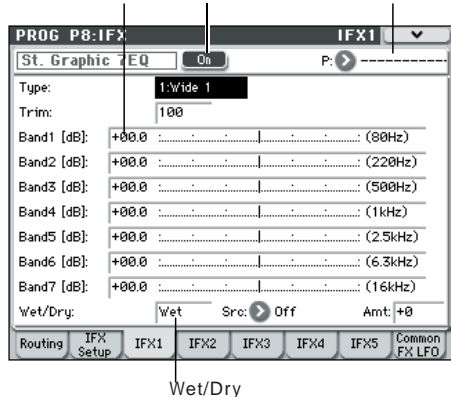 PROG P8:IFX IFX1
St. Graphic 7EQ On P: -----------
Type: 1:Wide 1
Trim: 100
Band1 [dB]: +00.0 (80Hz)
Band2 [dB]: +00.0 (220Hz)
Band3 [dB]: +00.0 (500Hz)
Band4 [dB]: +00.0 (1kHz)
Band5 [dB]: +00.0 (2.5kHz)
Band6 [dB]: +00.0 (6.3kHz)
Band7 [dB]: +00.0 (16kHz)
Wet/Dry: Wet Src: Off Amt: +0
Routing IFX Setup IFX1 IFX2 IFX3 IFX4 IFX5 Common FX LFO
Wet/Dry